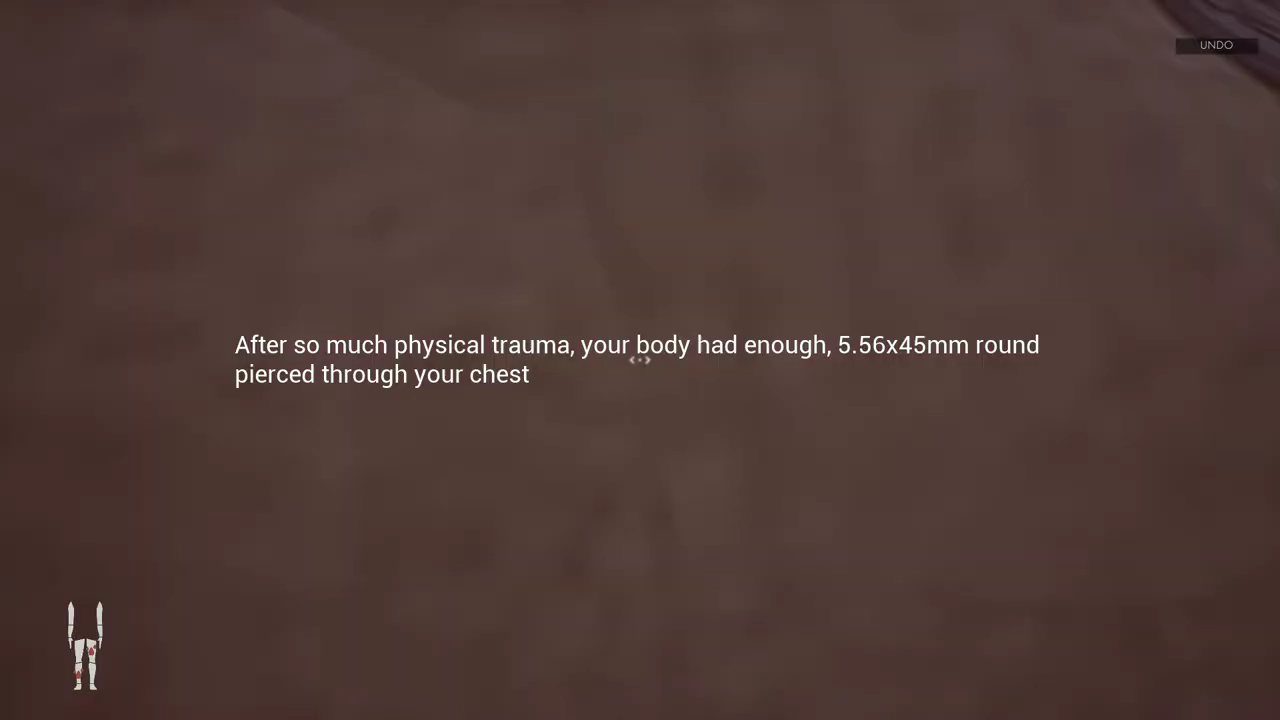 UNDO
After so much physical trauma, your body had enough, 5.56x45mm round
pierced through your chest